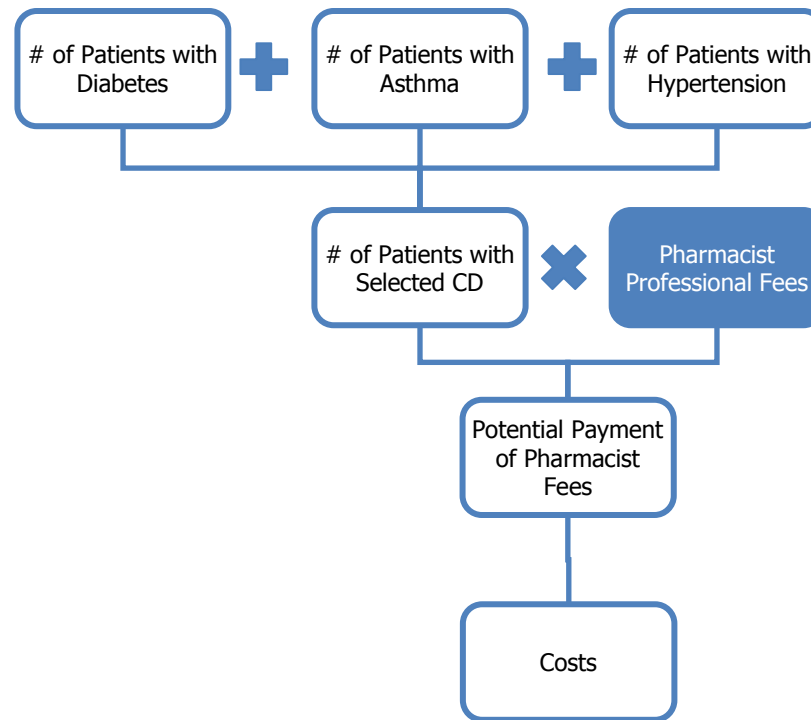 # of Patients with
Diabetes
# of Patients with
Asthma
# of Patients with
Hypertension
# of Patients with
Selected CD
Pharmacist
Professional Fees
Potential Payment
of Pharmacist
Fees
Costs